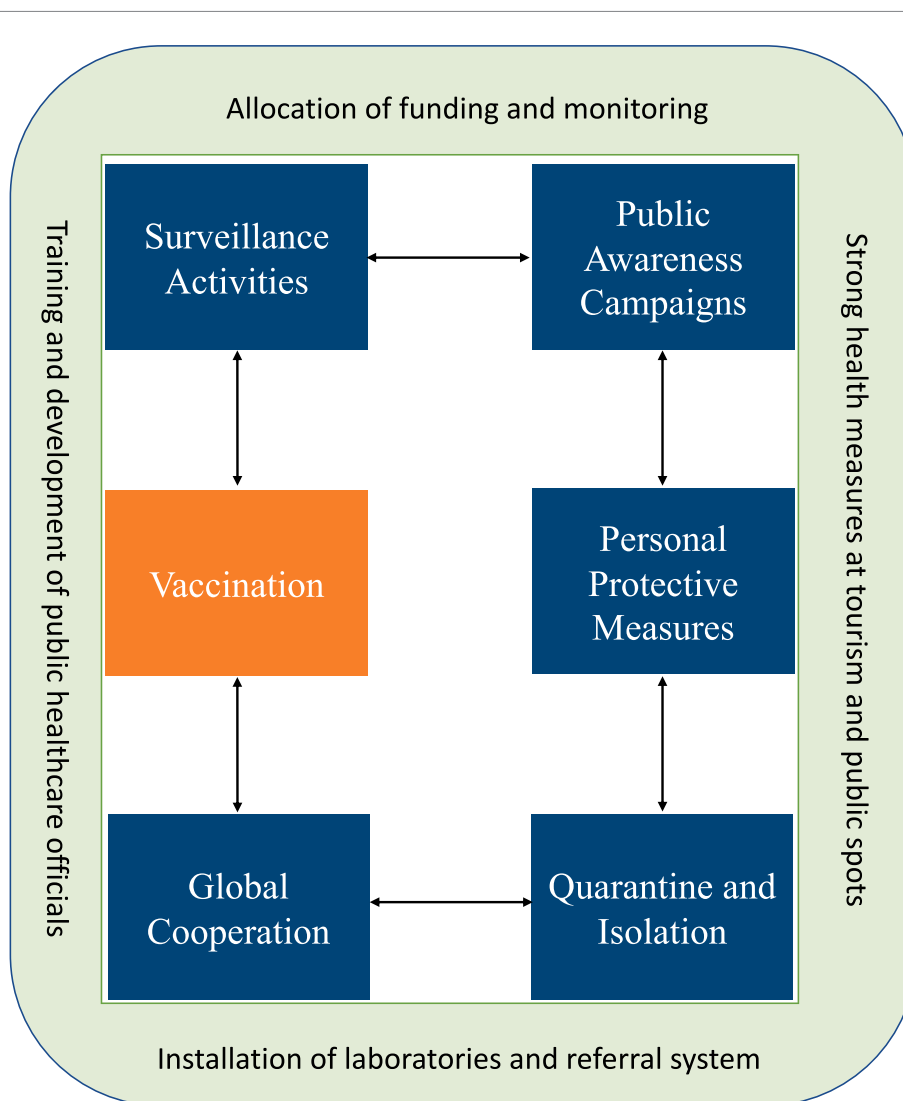 Allocation of funding and monitoring
Training and development of public healthcare officials
Surveillance
Activities
Public
Awareness
Campaigns
Vaccination
Personal
Protective
Measures
Global
Cooperation
Quarantine and
Isolation
Strong health measures at tourism and public spots
Installation of laboratories and referral system